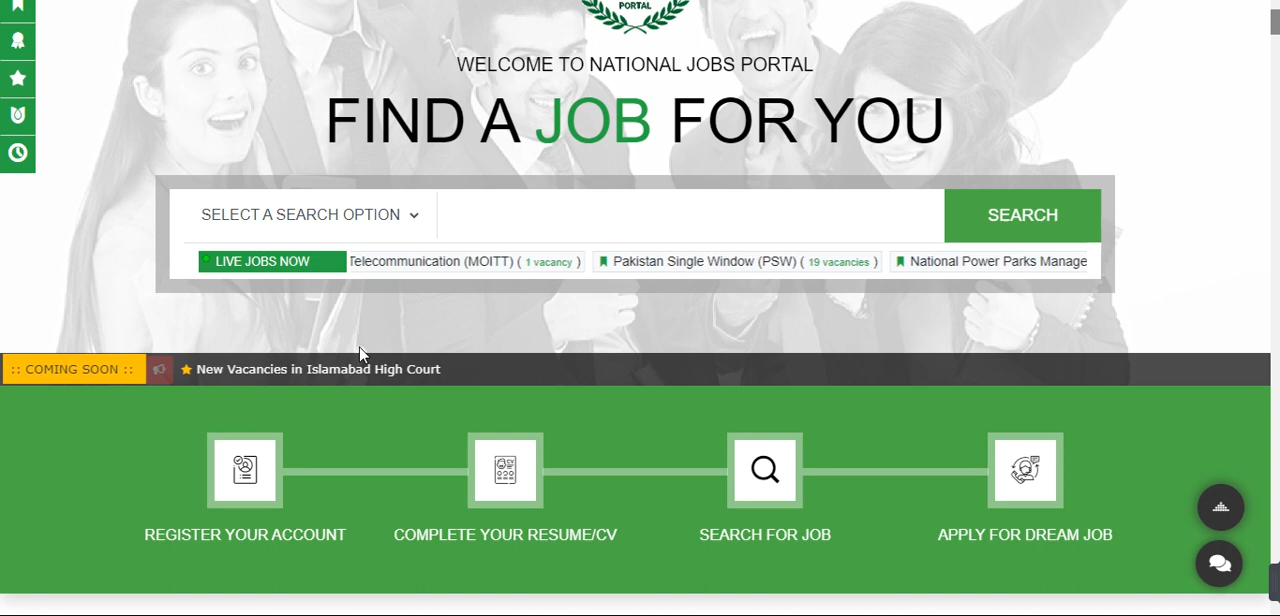 PORTAL
WELCOME TO NATIONAL JOBS PORTAL
FIND A JOB FOR YOU
SELECT A SEARCH OPTION
SEARCH
LIVE JOBS NOW
Telecommunication (MOITT) ( 1 vacancy )
Pakistan Single Window (PSW) ( 19 vacancies )
National Power Parks Manage
:: COMING SOON ::
New Vacancies in Islamabad High Court
REGISTER YOUR ACCOUNT
COMPLETE YOUR RESUME/CV
SEARCH FOR JOB
APPLY FOR DREAM JOB